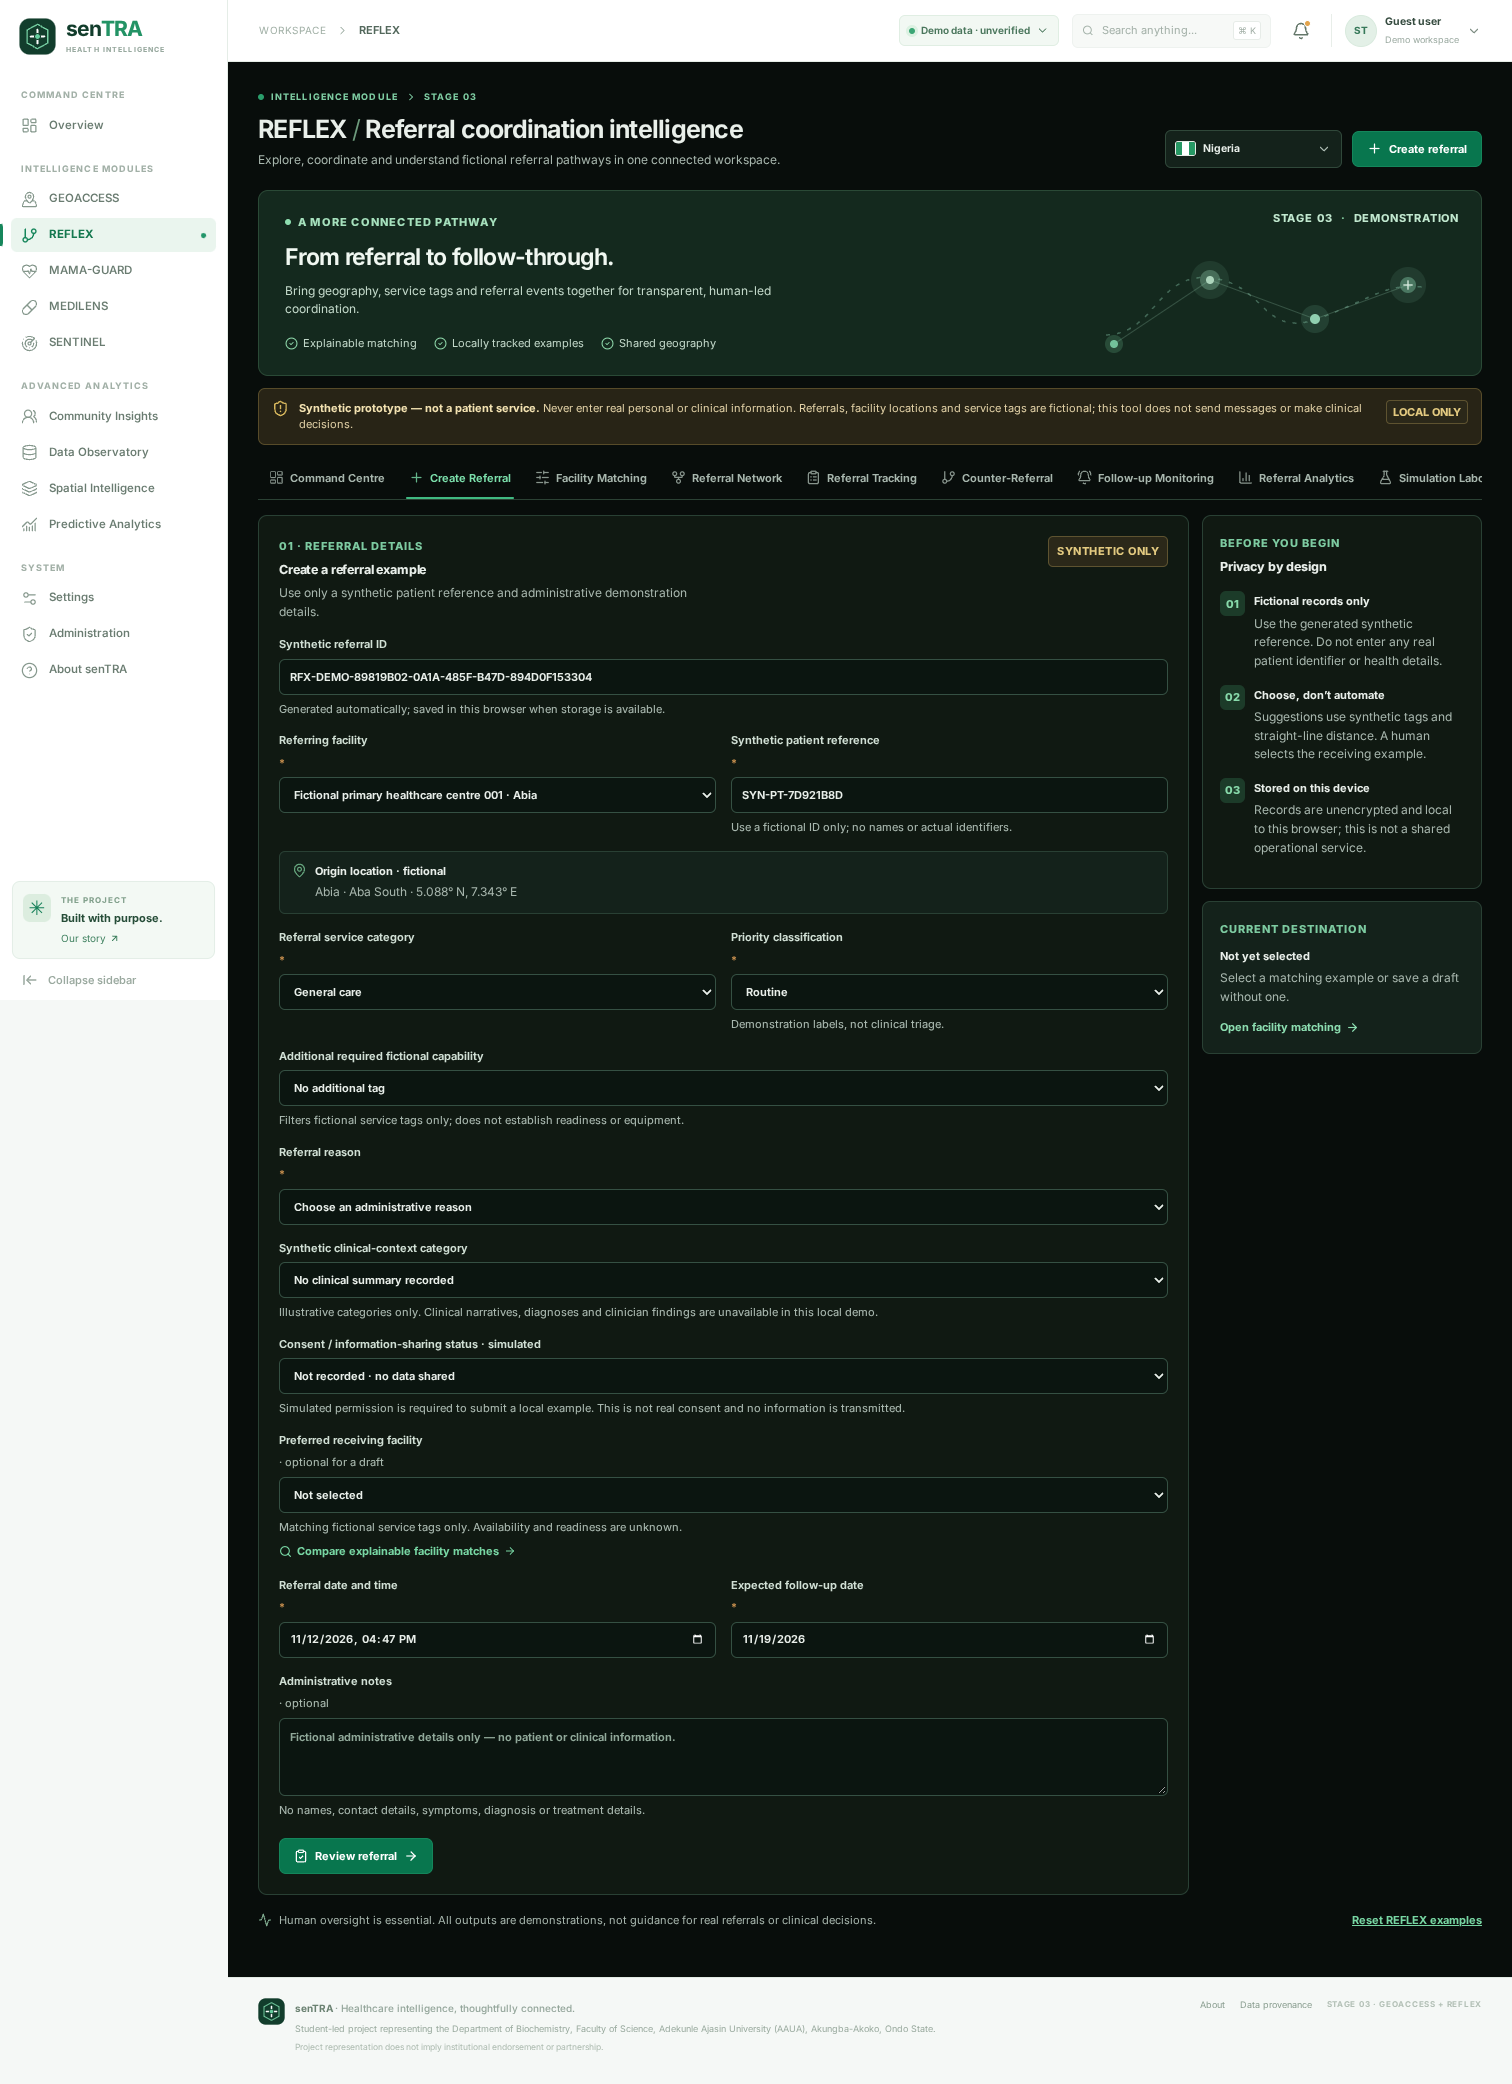 senTRA
HEALTH INTELLIGENCE
COMMAND CENTRE
Overview
INTELLIGENCE MODULES
GEOACCESS
REFLEX
MAMA-GUARD
MEDILENS
SENTINEL
ADVANCED ANALYTICS
Community Insights
Data Observatory
Spatial Intelligence
Predictive Analytics
SYSTEM
Settings
Administration
About senTRA
THE PROJECT
Built with purpose.
Our story
Collapse sidebar
WORKSPACE
REFLEX
Demo data · unverified
Search anything...
⌘ K
ST
Guest user
Demo workspace
INTELLIGENCE MODULE
STAGE 03
REFLEX / Referral coordination intelligence
Explore, coordinate and understand fictional referral pathways in one connected workspace.
Nigeria
Create referral
A MORE CONNECTED PATHWAY
STAGE 03 · DEMONSTRATION
From referral to follow-through.
Bring geography, service tags and referral events together for transparent, human-led
coordination.
Explainable matching
Locally tracked examples
Shared geography
Synthetic prototype — not a patient service. Never enter real personal or clinical information. Referrals, facility locations and service tags are fictional; this tool does not send messages or make clinical
decisions.
LOCAL ONLY
Command Centre
Create Referral
Facility Matching
Referral Network
Referral Tracking
Counter-Referral
Follow-up Monitoring
Referral Analytics
Simulation Labo
01 · REFERRAL DETAILS
Create a referral example
Use only a synthetic patient reference and administrative demonstration
details.
SYNTHETIC ONLY
Synthetic referral ID
RFX-DEMO-89819B02-0A1A-485F-B47D-894D0F153304
Generated automatically; saved in this browser when storage is available.
Referring facility
*
Fictional primary healthcare centre 001 · Abia
Synthetic patient reference
*
SYN-PT-7D921B8D
Use a fictional ID only; no names or actual identifiers.
Origin location · fictional
Abia · Aba South · 5.088° N, 7.343° E
Referral service category
*
General care
Priority classification
*
Routine
Demonstration labels, not clinical triage.
Additional required fictional capability
No additional tag
Filters fictional service tags only; does not establish readiness or equipment.
Referral reason
*
Choose an administrative reason
Synthetic clinical-context category
No clinical summary recorded
Illustrative categories only. Clinical narratives, diagnoses and clinician findings are unavailable in this local demo.
Consent / information-sharing status · simulated
Not recorded · no data shared
Simulated permission is required to submit a local example. This is not real consent and no information is transmitted.
Preferred receiving facility
· optional for a draft
Not selected
Matching fictional service tags only. Availability and readiness are unknown.
Compare explainable facility matches
Referral date and time
*
11/12/2026, 04:47 PM
Expected follow-up date
*
11/19/2026
Administrative notes
· optional
Fictional administrative details only — no patient or clinical information.
No names, contact details, symptoms, diagnosis or treatment details.
Review referral
BEFORE YOU BEGIN
Privacy by design
01
Fictional records only
Use the generated synthetic
reference. Do not enter any real
patient identifier or health details.
02
Choose, don't automate
Suggestions use synthetic tags and
straight-line distance. A human
selects the receiving example.
03
Stored on this device
Records are unencrypted and local
to this browser; this is not a shared
operational service.
CURRENT DESTINATION
Not yet selected
Select a matching example or save a draft
without one.
Open facility matching
Human oversight is essential. All outputs are demonstrations, not guidance for real referrals or clinical decisions.
Reset REFLEX examples
senTRA · Healthcare intelligence, thoughtfully connected.
Student-led project representing the Department of Biochemistry, Faculty of Science, Adekunle Ajasin University (AAUA), Akungba-Akoko, Ondo State.
Project representation does not imply institutional endorsement or partnership.
About
Data provenance
STAGE 03 · GEOACCESS + REFLEX